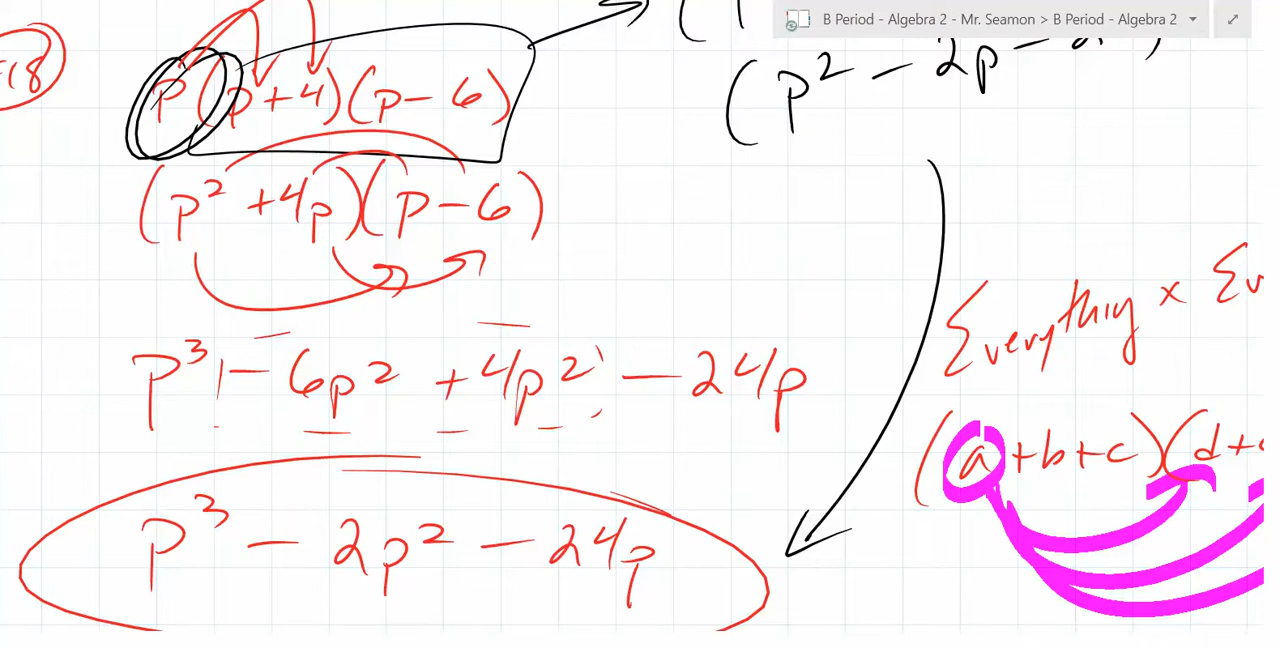 B Period - Algebra 2 - Mr. Seamon > B Period - Algebra 2
18
p(p+4)(p-6)
(p² - 2p -
(p² +4p)(p-6)
Everything ×
p³ - 6p² + 4p² - 24p
(a+b+c)(d+
p³ - 2p² - 24p